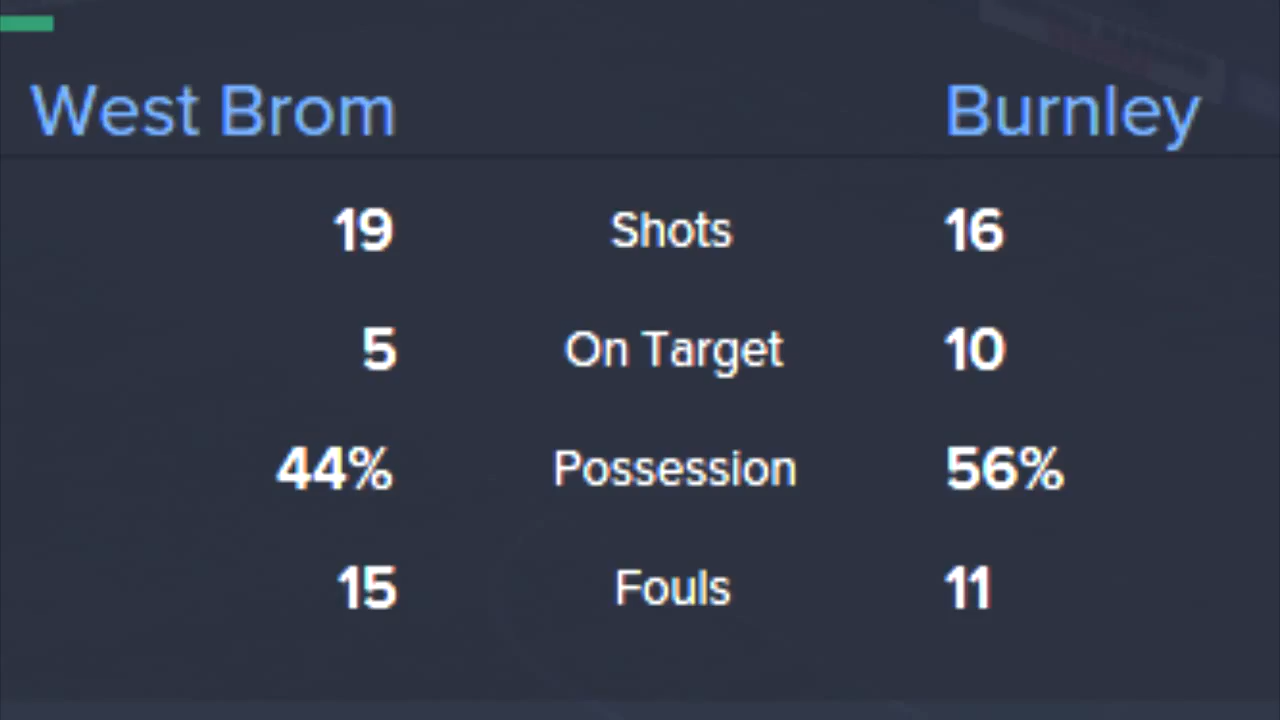 West Brom Burnley
19 Shots 16
5 On Target 10
44% Possession 56%
15 Fouls 11